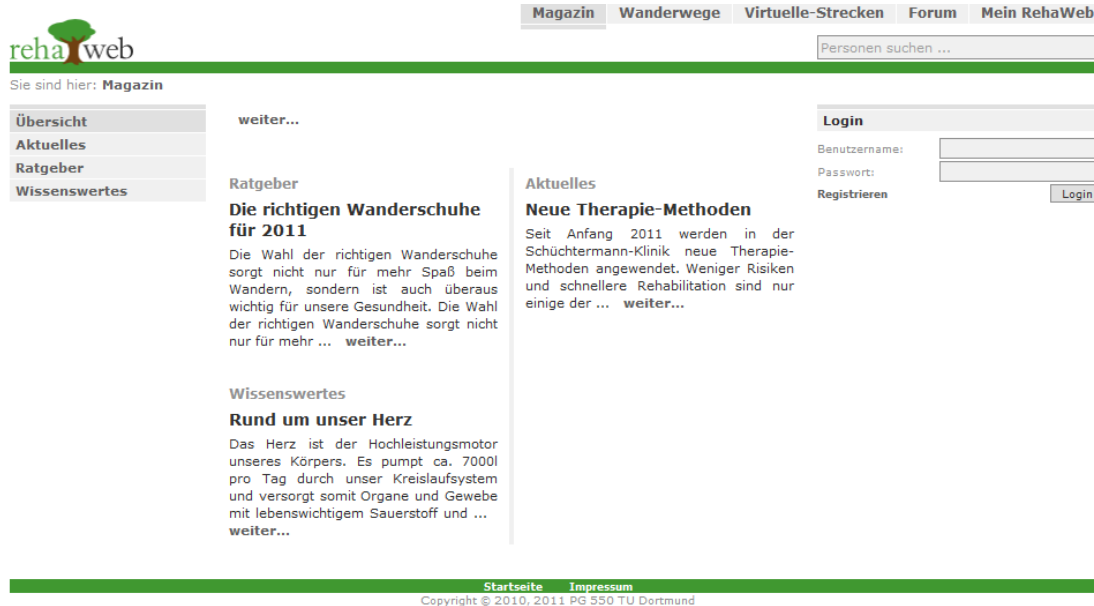 Magazin Wanderwege Virtuelle-Strecken Forum Mein RehaWeb
reha web
Personen suchen ...
Sie sind hier: Magazin
Übersicht
Aktuelles
Ratgeber
Wissenswertes
weiter...
Ratgeber
Die richtigen Wanderschuhe
für 2011
Die Wahl der richtigen Wanderschuhe
sorgt nicht nur für mehr Spaß beim
Wandern, sondern ist auch überaus
wichtig für unsere Gesundheit. Die Wahl
der richtigen Wanderschuhe sorgt nicht
nur für mehr ... weiter...
Wissenswertes
Rund um unser Herz
Das Herz ist der Hochleistungsmotor
unseres Körpers. Es pumpt ca. 7000l
pro Tag durch unser Kreislaufsystem
und versorgt somit Organe und Gewebe
mit lebenswichtigem Sauerstoff und ...
weiter...
Aktuelles
Neue Therapie-Methoden
Seit Anfang 2011 werden in der
Schüchtermann-Klinik neue Therapie-
Methoden angewendet. Weniger Risiken
und schnellere Rehabilitation sind nur
einige der ... weiter...
Login
Benutzername:
Passwort:
Registrieren Login
Startseite Impressum
Copyright © 2010, 2011 PG 550 TU Dortmund